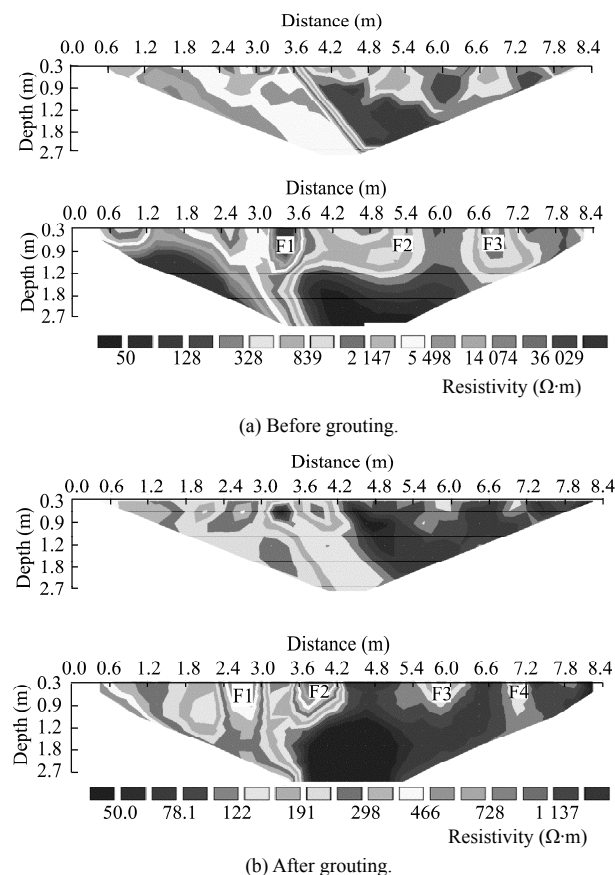 Distance (m)
0.0 0.6 1.2 1.8 2.4 3.0 3.6 4.2 4.8 5.4 6.0 6.6 7.2 7.8 8.4
Depth (m)
0.3
0.9
1.2
1.8
2.7
Distance (m)
0.0 0.6 1.2 1.8 2.4 3.0 3.6 4.2 4.8 5.4 6.0 6.6 7.2 7.8 8.4
Depth (m)
0.3
0.9
1.2
1.8
2.7
F1 F2 F3
50 128 328 839 2 147 5 498 14 074 36 029
Resistivity (Ω·m)
(a) Before grouting.
Distance (m)
0.0 0.6 1.2 1.8 2.4 3.0 3.6 4.2 4.8 5.4 6.0 6.6 7.2 7.8 8.4
Depth (m)
0.3
0.9
1.2
1.8
2.7
Distance (m)
0.0 0.6 1.2 1.8 2.4 3.0 3.6 4.2 4.8 5.4 6.0 6.6 7.2 7.8 8.4
Depth (m)
0.3
0.9
1.2
1.8
2.7
F1 F2 F3 F4
50.0 78.1 122 191 298 466 728 1 137
Resistivity (Ω·m)
(b) After grouting.